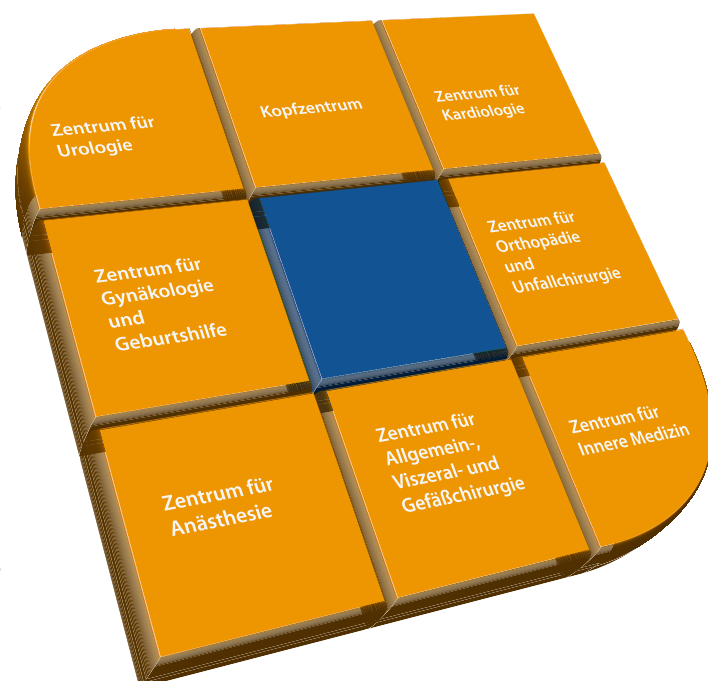 Zentrum für
Urologie
Kopfzentrum
Zentrum für
Kardiologie
Zentrum für
Gynäkologie
und
Geburtshilfe
Zentrum für
Orthopädie
und
Unfallchirurgie
Zentrum für
Anästhesie
Zentrum für
Allgemein-,
Viszeral- und
Gefäßchirurgie
Zentrum für
Innere Medizin